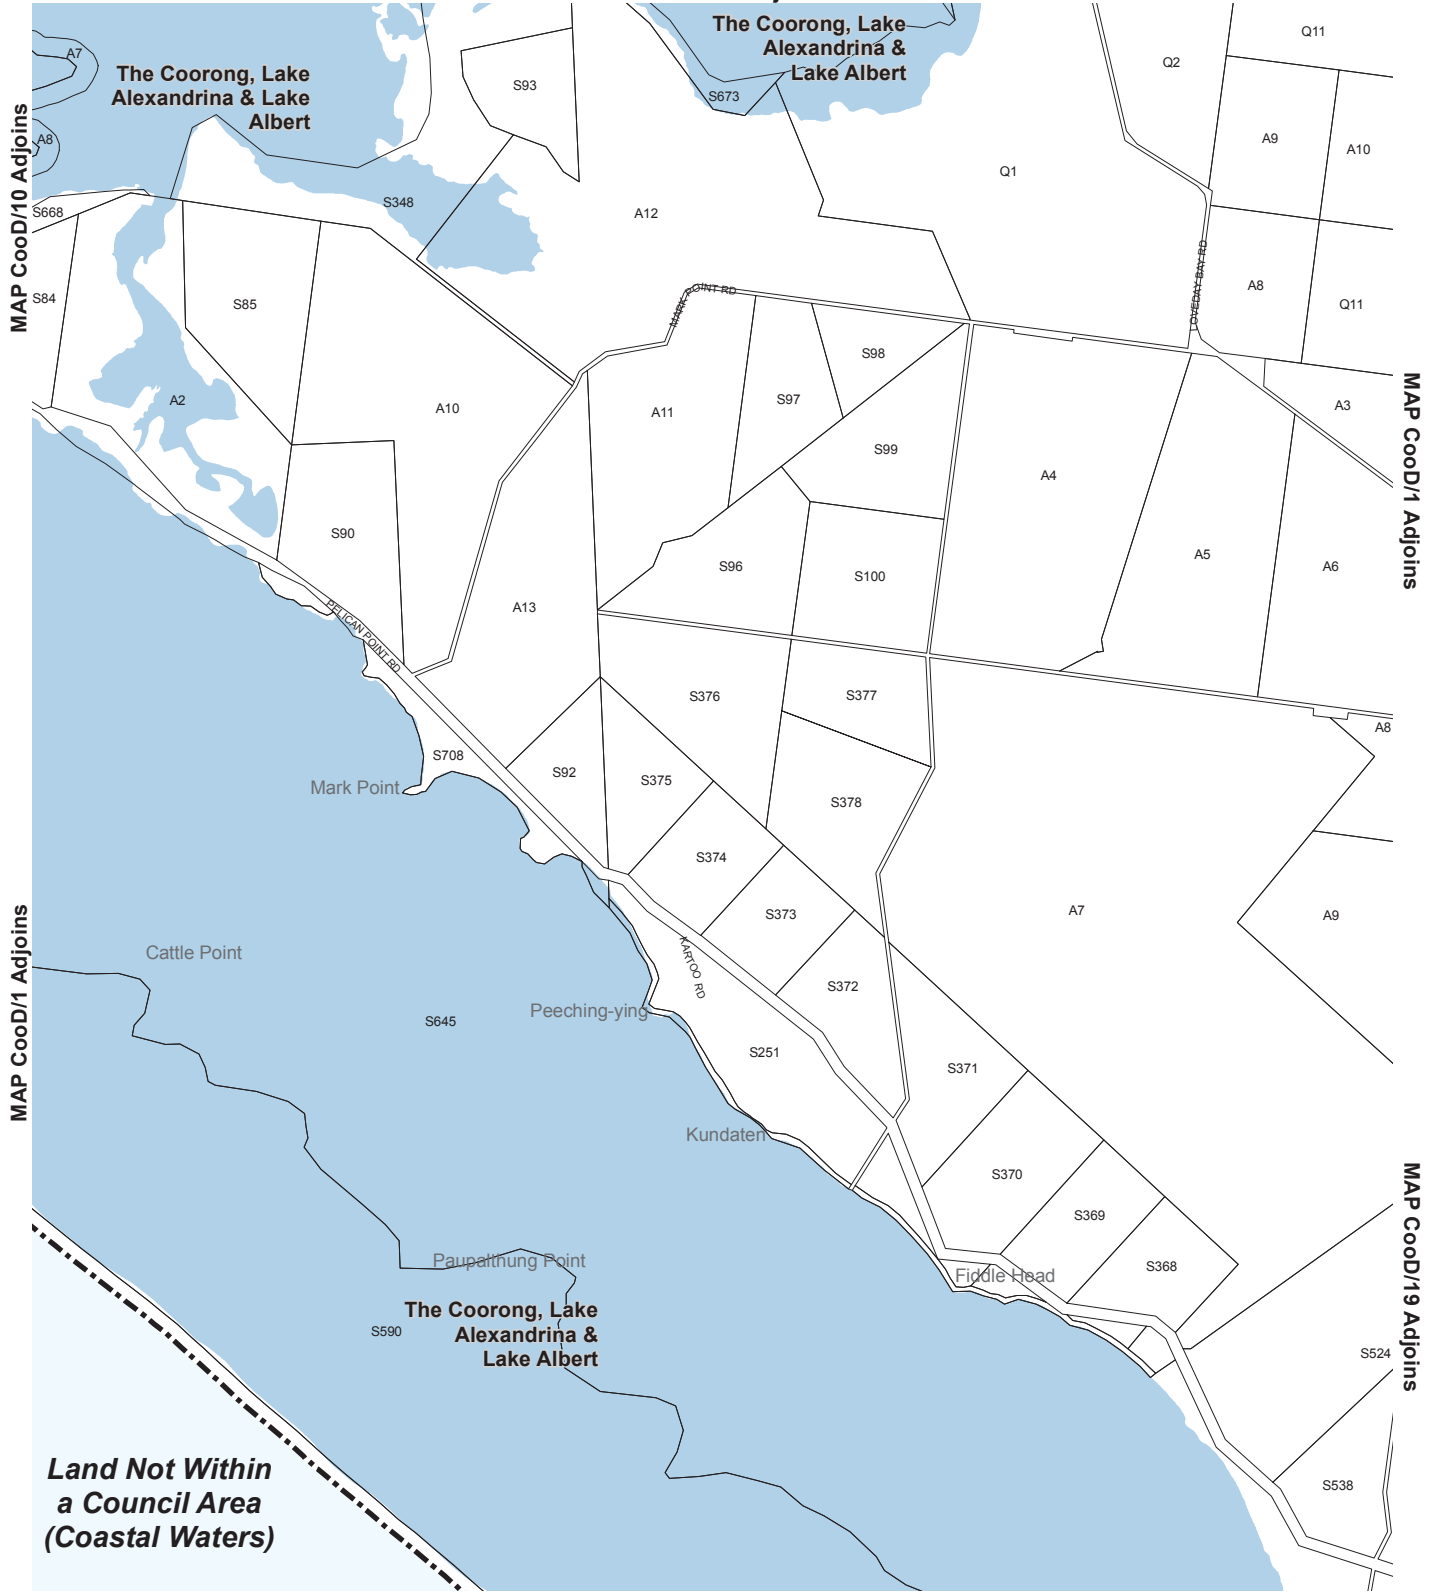 The Coorong, Lake
Alexandrina &
Lake Albert
Q11
Q2
A7
The Coorong, Lake
Alexandrina & Lake
Albert
S93
S673
A9
A10
A8
MAP CooD/10 Adjoins
Q1
S348
S668
A12
OVEDAY BAY RD
S84
S85
A8
Q11
MARK POINT RD
S98
A2
A10
A11
S97
A3
MAP CooD/1 Adjoins
S99
A4
S90
S96
S100
A5
A6
A13
PELICAN POINT RD
S376
S377
A8
S708
Mark Point
S92
S375
S378
S374
S373
A7
A9
MAP CooD/1 Adjoins
Cattle Point
KARTOO RD
S372
Peeching-ying
S645
S251
S371
Kundaten
S370
S369
MAP CooD/19 Adjoins
Paupalthung Point
Fiddle Head
S368
The Coorong, Lake
Alexandrina &
Lake Albert
S590
S524
Land Not Within
a Council Area
(Coastal Waters)
S538